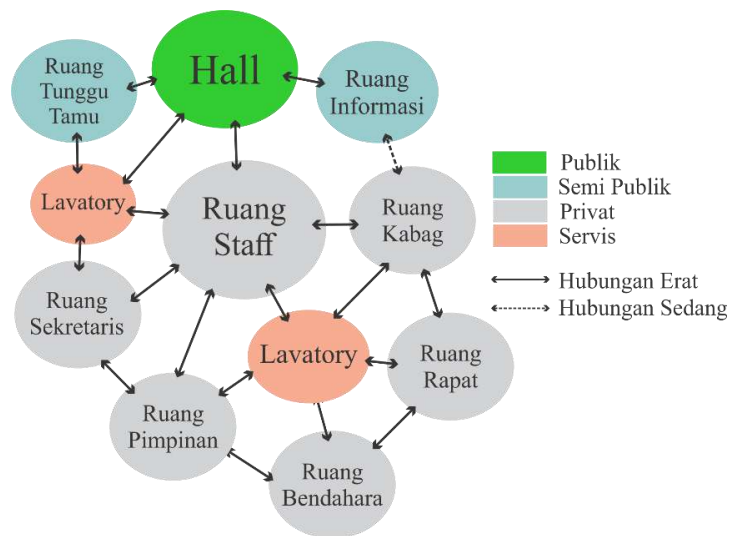 Hall
Ruang
Tunggu
Tamu
Ruang
Informasi
Lavatory
Ruang
Staff
Ruang
Kabag
Ruang
Sekretaris
Lavatory
Ruang
Rapat
Ruang
Pimpinan
Ruang
Bendahara
Publik
Semi Publik
Privat
Servis
Hubungan Erat
Hubungan Sedang